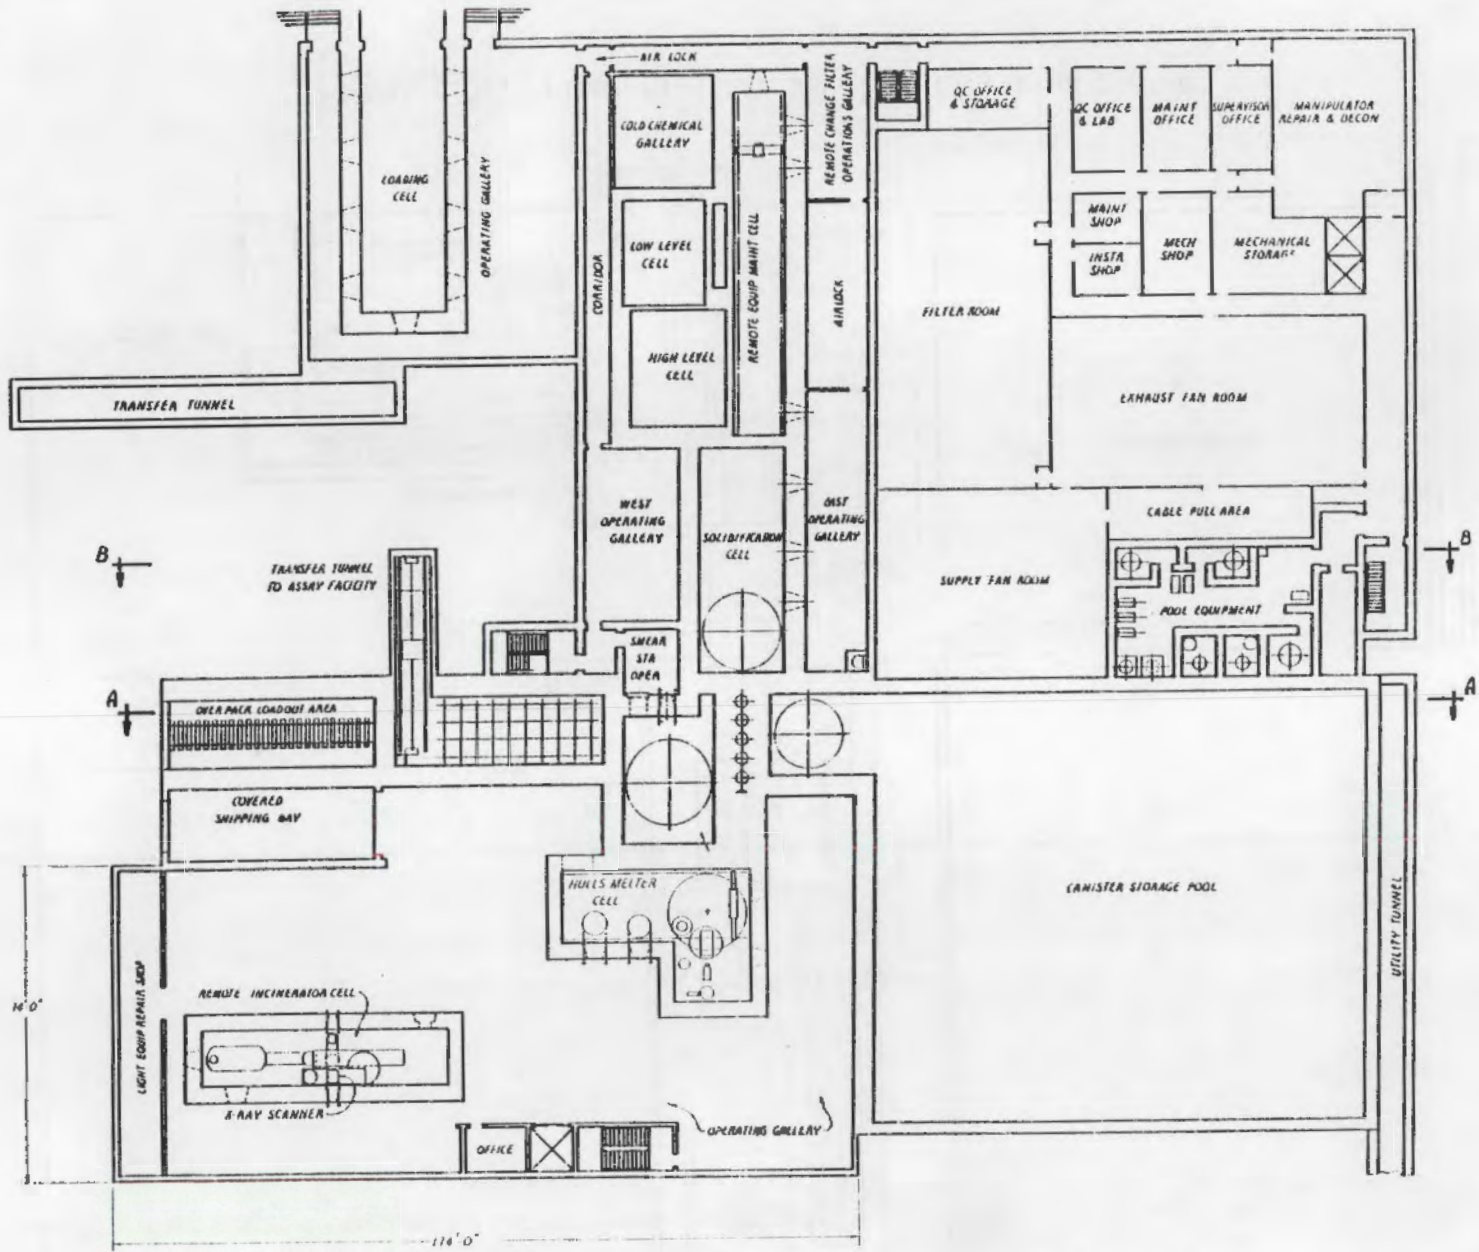 AIR LOCK
QC OFFICE
& STORAGE
QC OFFICE
& LAB
MAINT
OFFICE
SUPERVISOR
OFFICE
MANIPULATOR
REPAIR & DECON
COLD CHEMICAL
GALLERY
REMOTE CHANGE FILTER
OPERATIONS GALLERY
LOADING
CELL
OPERATING GALLERY
MAINT
SHOP
INSTR
SHOP
MECH
SHOP
MECHANICAL
STORAGE
LOW LEVEL
CELL
CORRIDOR
REMOTE EQUIP MAINT CELL
AIRLOCK
FILTER ROOM
HIGH LEVEL
CELL
TRANSFER TUNNEL
EXHAUST FAN ROOM
WEST
OPERATING
GALLERY
SOLIDIFICATION
CELL
EAST
OPERATING
GALLERY
CABLE PULL AREA
B
B
TRANSFER TUNNEL
TO ASSAY FACILITY
SUPPLY FAN ROOM
POOL EQUIPMENT
SMEAR
STA
OPER
A
A
OVERPACK LOADOUT AREA
COVERED
SHIPPING BAY
HULLS MELTER
CELL
CANISTER STORAGE POOL
UTILITY TUNNEL
LIGHT EQUIP REPAIR SHOP
REMOTE INCINERATOR CELL
X-RAY SCANNER
OPERATING GALLERY
OFFICE